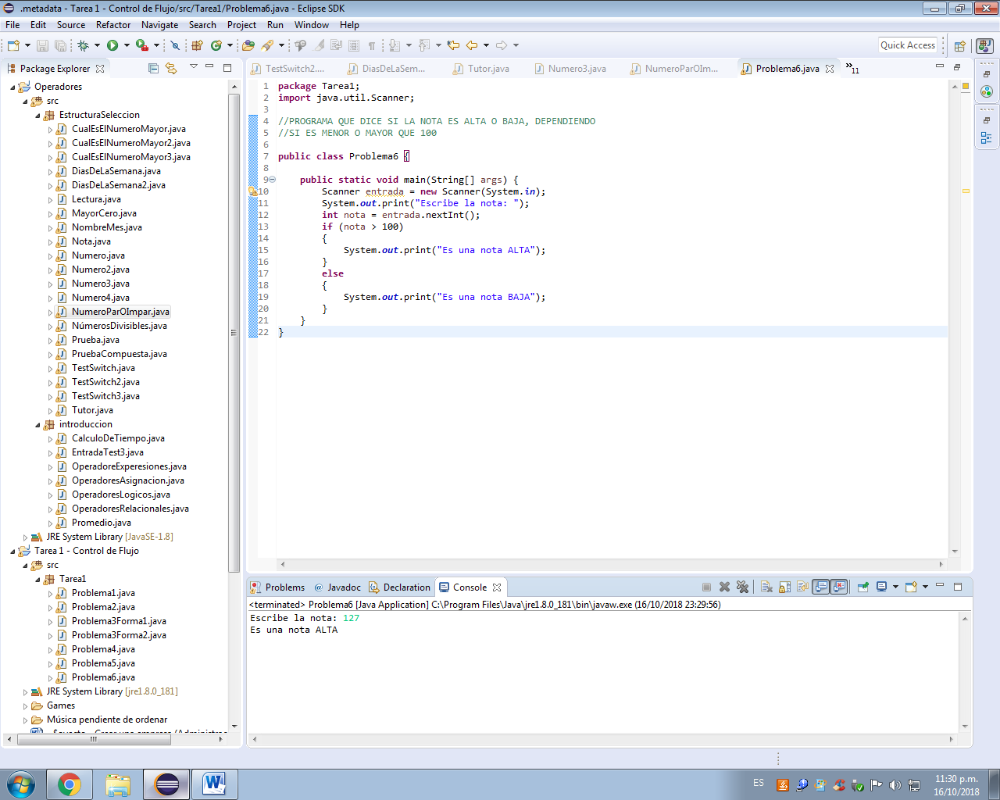 .metadata - Tarea 1 - Control de Flujo/src/Tarea1/Problema6.java - Eclipse SDK
File Edit Source Refactor Navigate Search Project Run Window Help
Quick Access
Package Explorer
Operadores
src
EstructuraSeleccion
CualEsElNumeroMayor.java
CualEsElNumeroMayor2.java
CualEsElNumeroMayor3.java
DiasDeLaSemana.java
DiasDeLaSemana2.java
Lectura.java
MayorCero.java
NombreMes.java
Nota.java
Numero.java
Numero2.java
Numero3.java
Numero4.java
NumeroParOImpar.java
NúmerosDivisibles.java
Prueba.java
PruebaCompuesta.java
TestSwitch.java
TestSwitch2.java
TestSwitch3.java
Tutor.java
introduccion
CalculoDeTiempo.java
EntradaTest3.java
OperadoreExperesiones.java
OperadoresAsignacion.java
OperadoresLogicos.java
OperadoresRelacionales.java
Promedio.java
JRE System Library [JavaSE-1.8]
Tarea 1 - Control de Flujo
src
Tarea1
Problema1.java
Problema2.java
Problema3Forma1.java
Problema3Forma2.java
Problema4.java
Problema5.java
Problema6.java
JRE System Library [jre1.8.0_181]
Games
Música pendiente de ordenar
TestSwitch2.... DiasDeLaSem... Tutor.java Numero3.java NumeroParOIm... Problema6.java »11
1 package Tarea1;
2 import java.util.Scanner;
3
4 //PROGRAMA QUE DICE SI LA NOTA ES ALTA O BAJA, DEPENDIENDO
5 //SI ES MENOR O MAYOR QUE 100
6
7 public class Problema6 {
8
9 public static void main(String[] args) {
10 Scanner entrada = new Scanner(System.in);
11 System.out.print("Escribe la nota: ");
12 int nota = entrada.nextInt();
13 if (nota > 100)
14 {
15 System.out.print("Es una nota ALTA");
16 }
17 else
18 {
19 System.out.print("Es una nota BAJA");
20 }
21 }
22 }
Problems @ Javadoc Declaration Console
<terminated> Problema6 [Java Application] C:\Program Files\Java\jre1.8.0_181\bin\javaw.exe (16/10/2018 23:29:56)
Escribe la nota: 127
Es una nota ALTA
ES
11:30 p.m.
16/10/2018